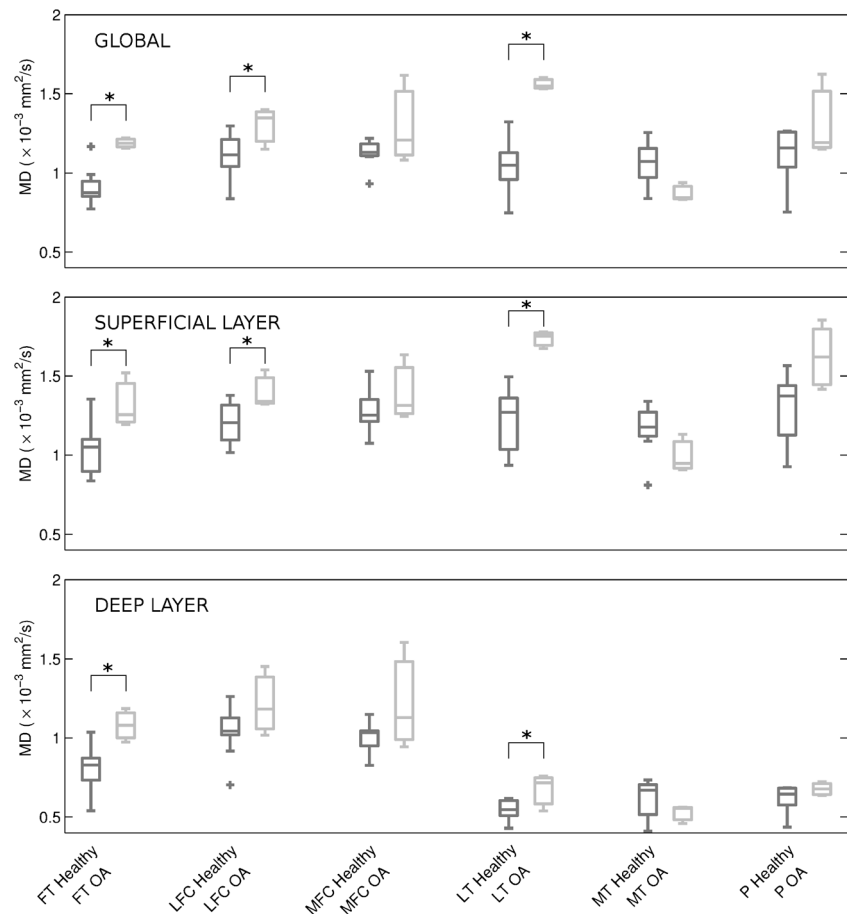 GLOBAL
MD ( × 10⁻³ mm²/s)
2
1.5
1
0.5
*
*
*
SUPERFICIAL LAYER
MD ( × 10⁻³ mm²/s)
2
1.5
1
0.5
*
*
*
DEEP LAYER
MD ( × 10⁻³ mm²/s)
2
1.5
1
0.5
*
*
FT Healthy
FT OA
LFC Healthy
LFC OA
MFC Healthy
MFC OA
LT Healthy
LT OA
MT Healthy
MT OA
P Healthy
P OA